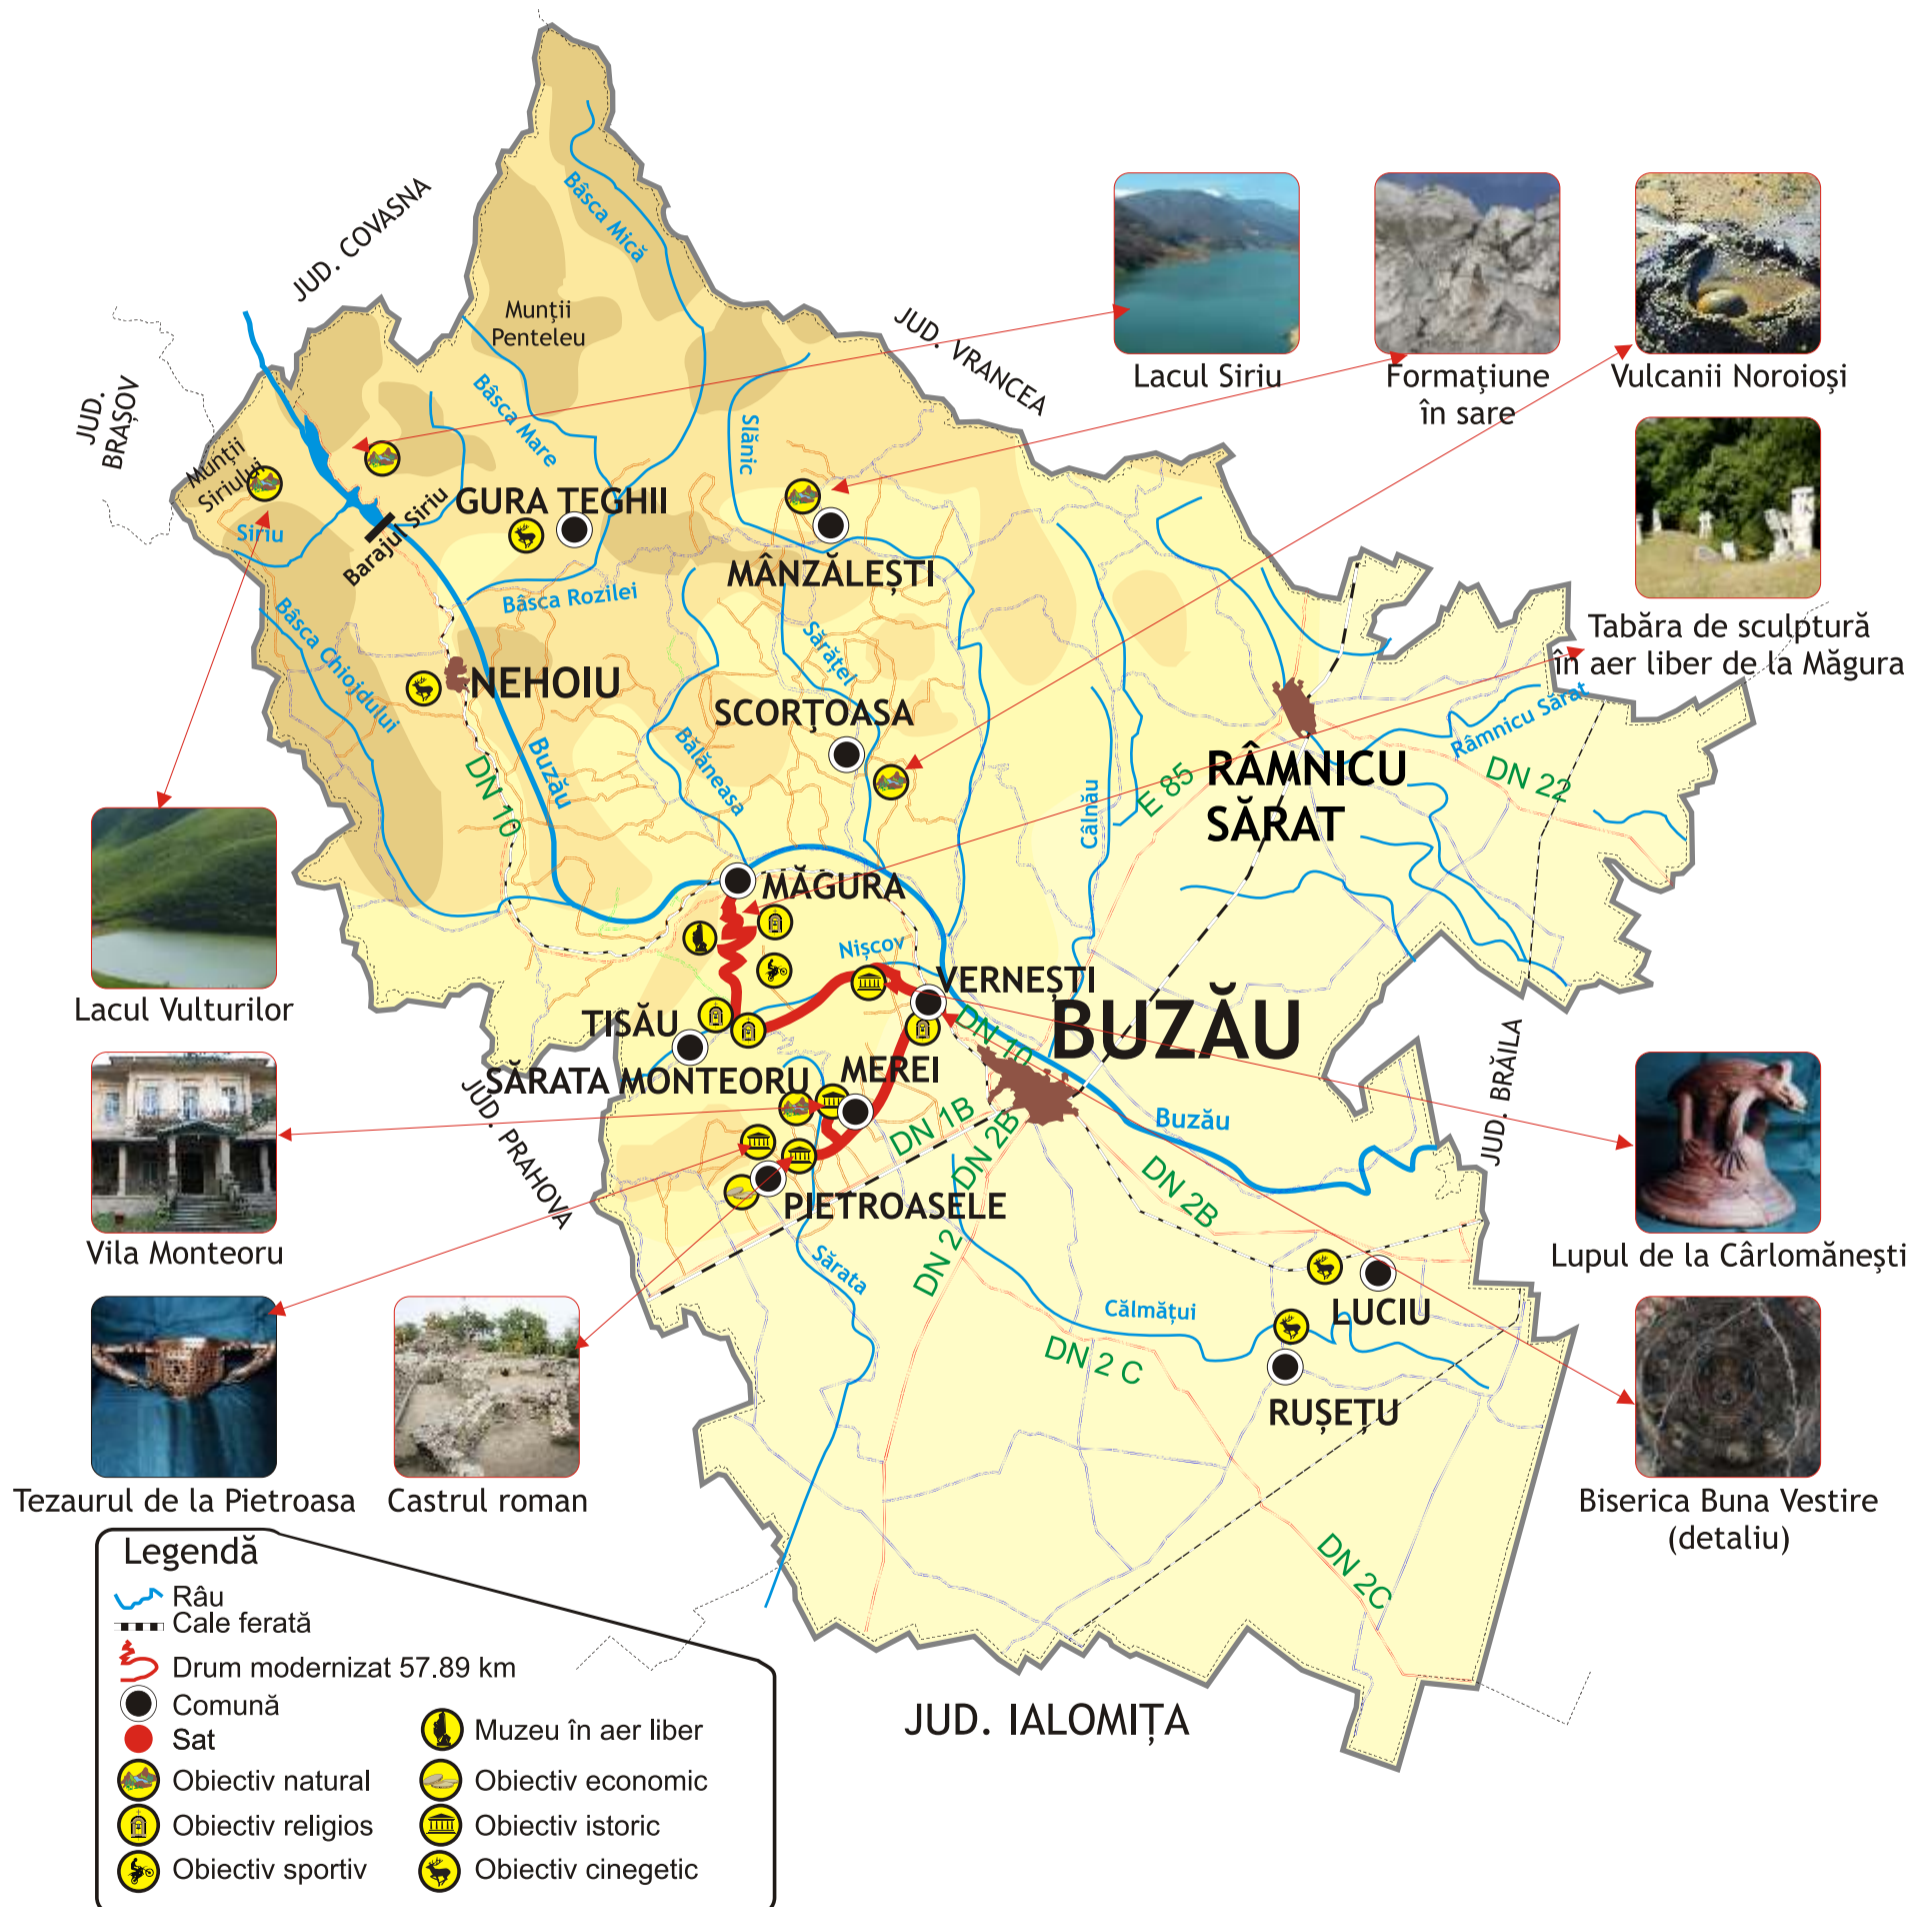 JUD. COVASNA
JUD. VRANCEA
JUD.
BRAȘOV
Bâsca Mică
Munții
Penteleu
Bâsca Mare
Slănic
Lacul Siriu
Formațiune
în sare
Vulcanii Noroioși
Munții
Siriului
Siriu
Barajul Siriu
GURA TEGHII
MÂNZĂLEȘTI
Bâsca Rozilei
Bâsca Chiojdului
Sărățel
Tabăra de sculptură
în aer liber de la Măgura
NEHOIU
SCORȚOASA
Râmnicu Sărat
Buzău
Bălăneasa
DN 10
Câlnău
E 85
RÂMNICU
SĂRAT
DN 22
MĂGURA
Nișcov
Lacul Vulturilor
VERNEȘTI
TISĂU
DN 10
BUZĂU
SĂRATA MONTEORU
MEREI
JUD. BRĂILA
JUD. PRAHOVA
DN 1B
DN 2B
Buzău
DN 2B
PIETROASELE
Vila Monteoru
Sărata
DN 2
Lupul de la Cârlomănești
LUCIU
Călmățui
DN 2 C
RUȘEȚU
Tezaurul de la Pietroasa
Castrul roman
Biserica Buna Vestire
(detaliu)
DN 2C
JUD. IALOMIȚA
Legendă
Râu
Cale ferată
Drum modernizat 57.89 km
Comună
Sat
Obiectiv natural
Obiectiv religios
Obiectiv sportiv
Muzeu în aer liber
Obiectiv economic
Obiectiv istoric
Obiectiv cinegetic